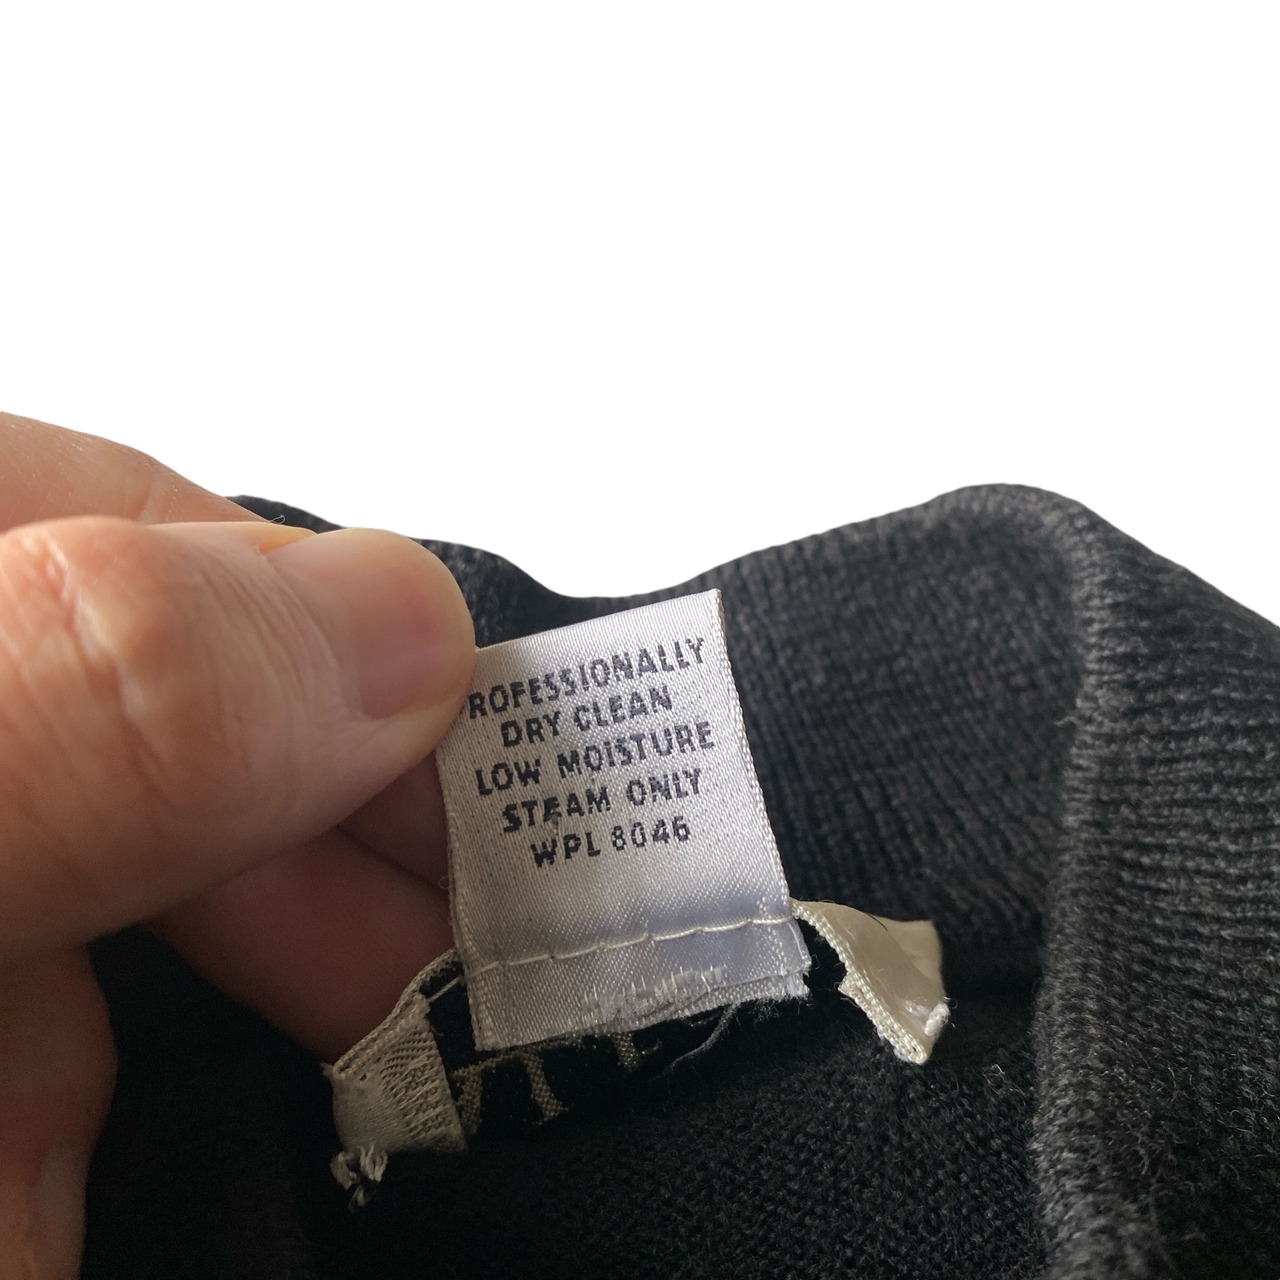 PROFESSIONALLY
DRY CLEAN
LOW MOISTURE
STEAM ONLY
WPL 8046